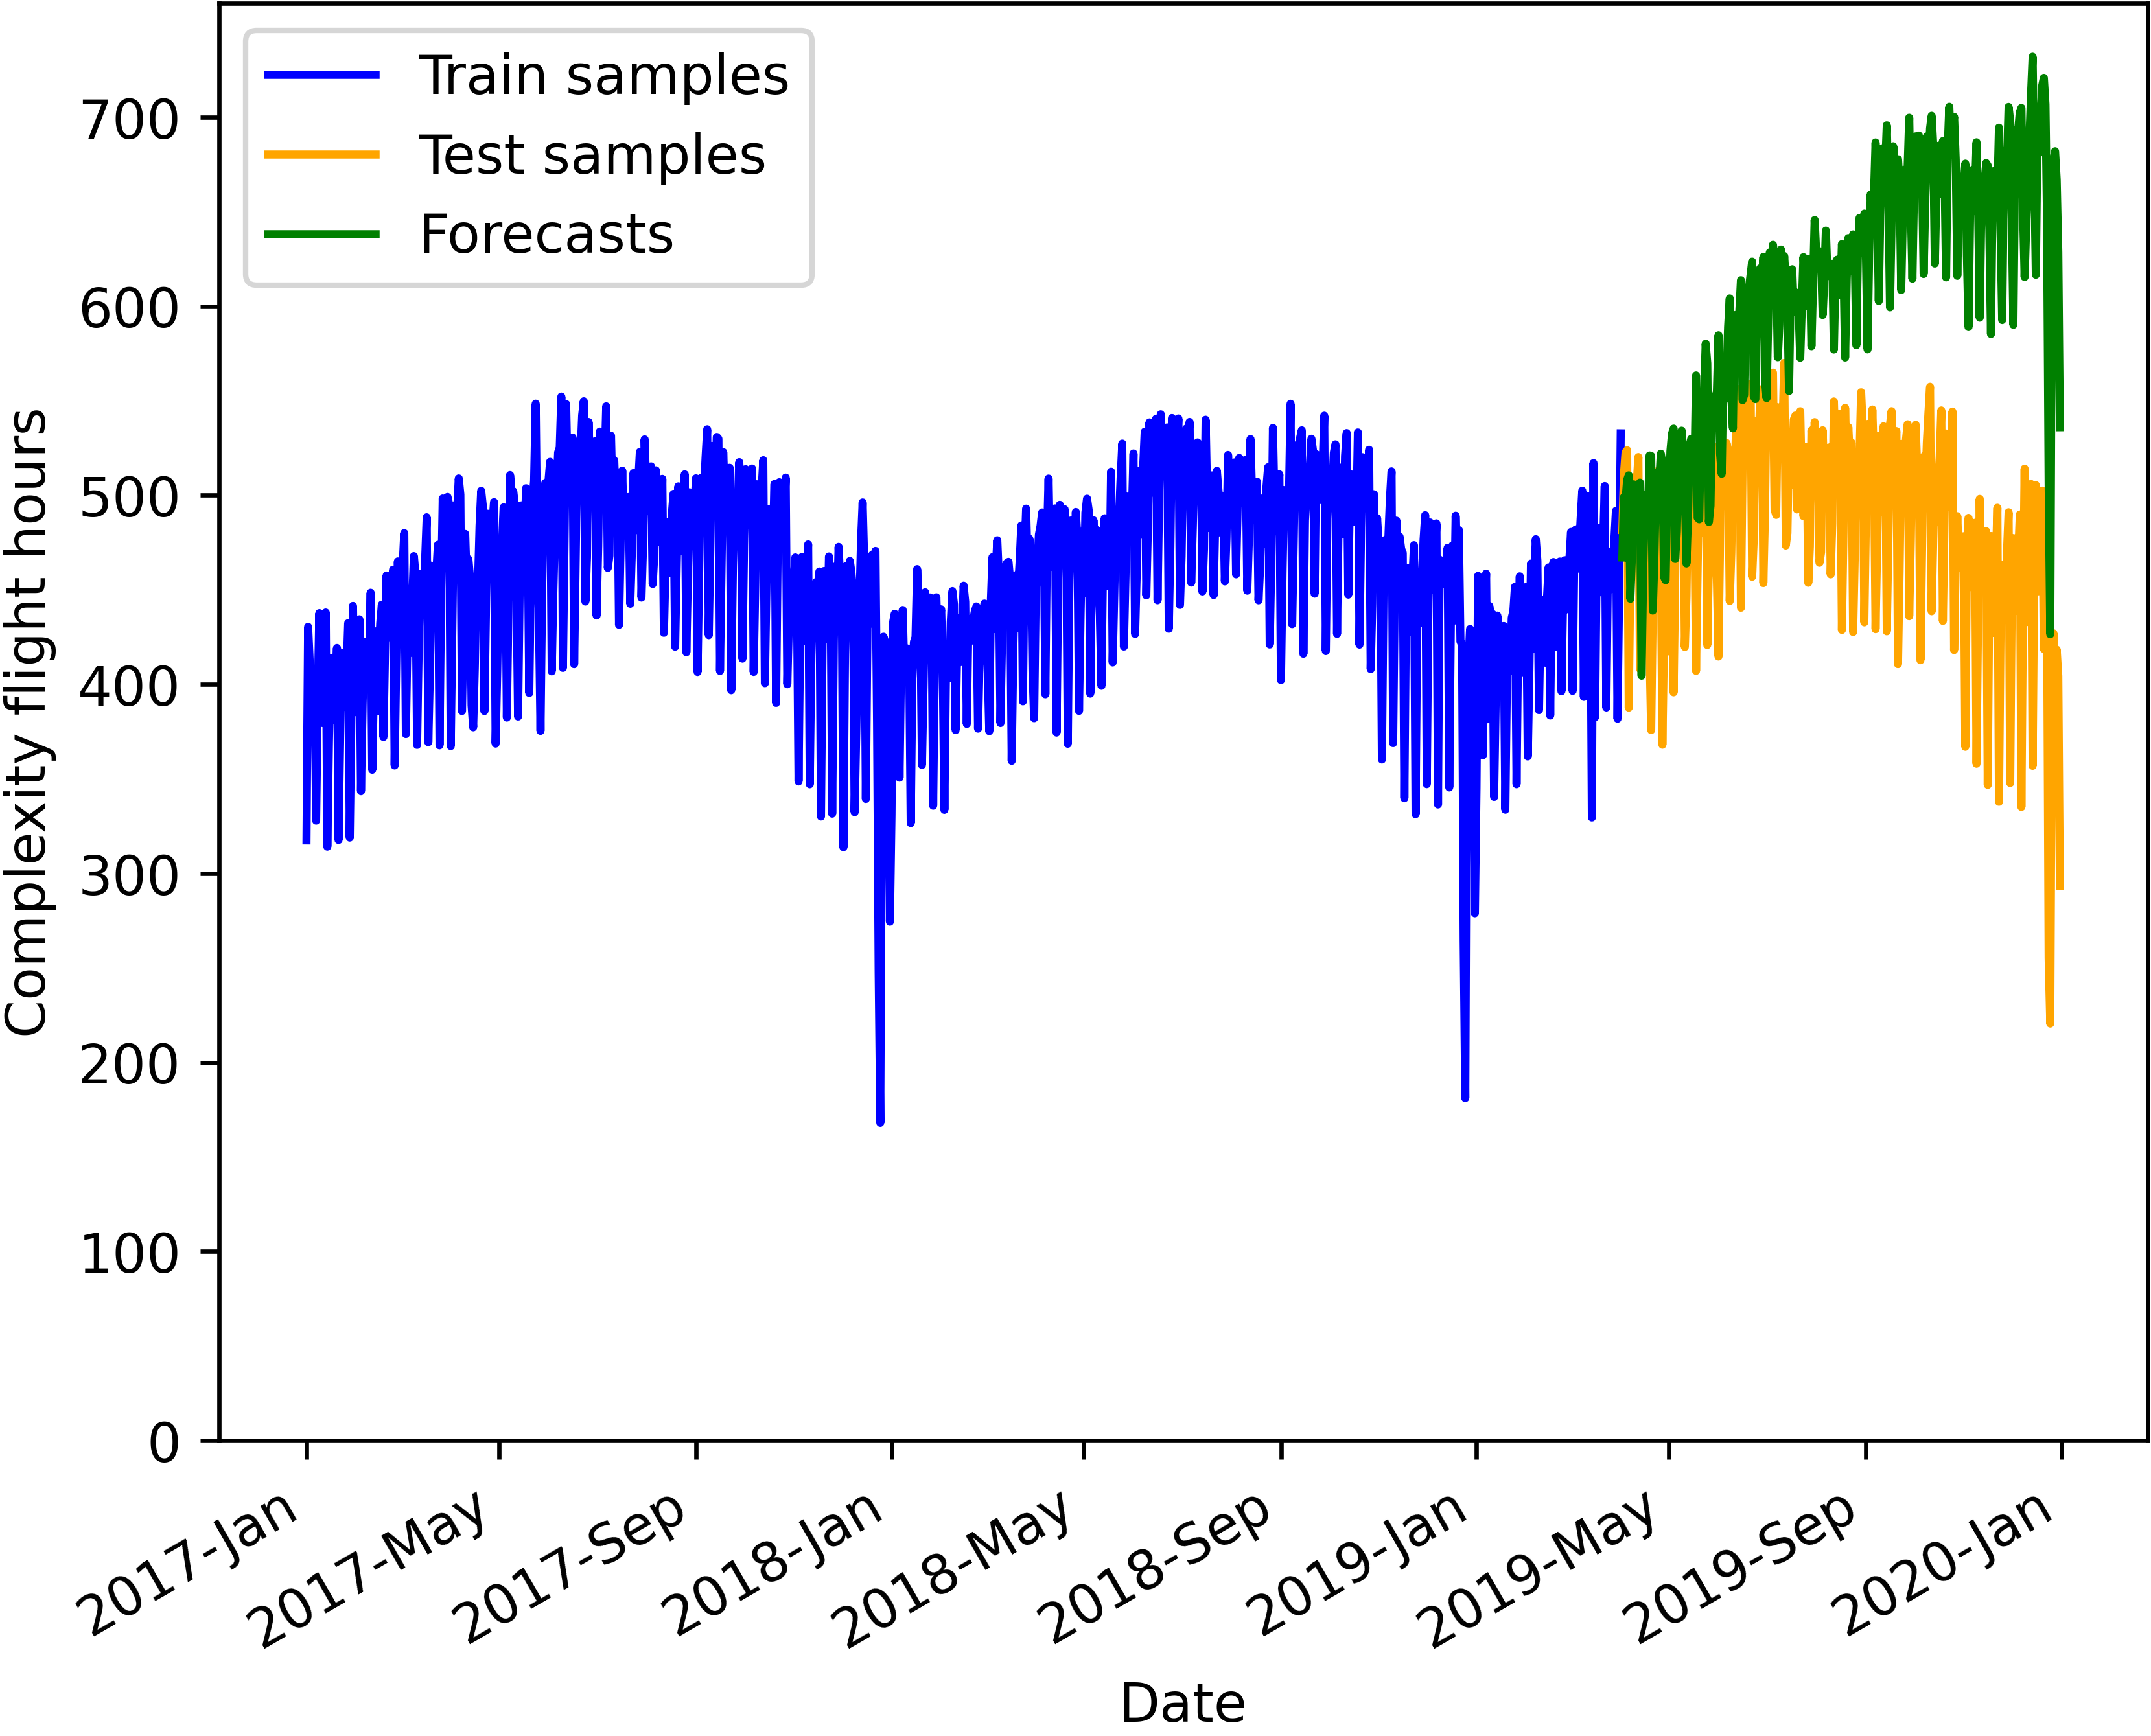 Train samples
Test samples
Forecasts
700
600
500
400
300
200
100
0
Complexity flight hours
2017-Jan
2017-May
2017-Sep
2018-Jan
2018-May
2018-Sep
2019-Jan
2019-May
2019-Sep
2020-Jan
Date